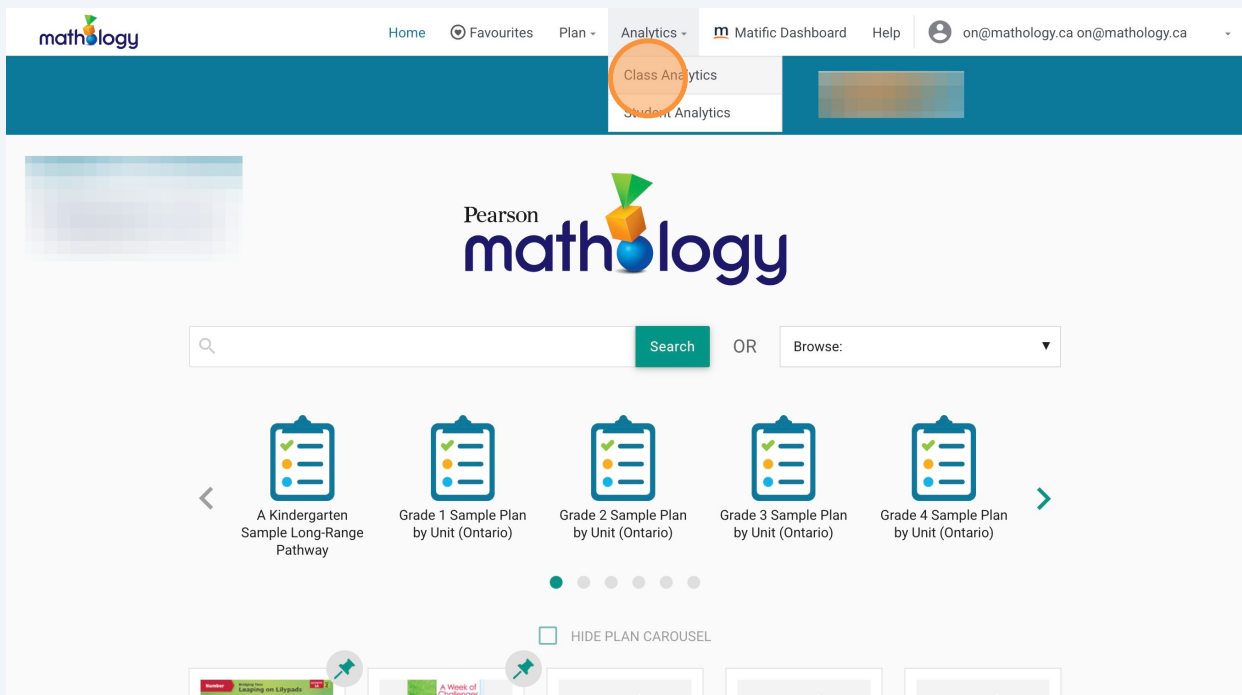 mathology
Home Favourites Plan Analytics Matific Dashboard Help on@mathology.ca on@mathology.ca
Class Analytics
Student Analytics
Pearson
mathology
Search OR Browse:
A Kindergarten
Sample Long-Range
Pathway
Grade 1 Sample Plan
by Unit (Ontario)
Grade 2 Sample Plan
by Unit (Ontario)
Grade 3 Sample Plan
by Unit (Ontario)
Grade 4 Sample Plan
by Unit (Ontario)
HIDE PLAN CAROUSEL
Number
Leaping on Lilypads
A Week of
Challenges